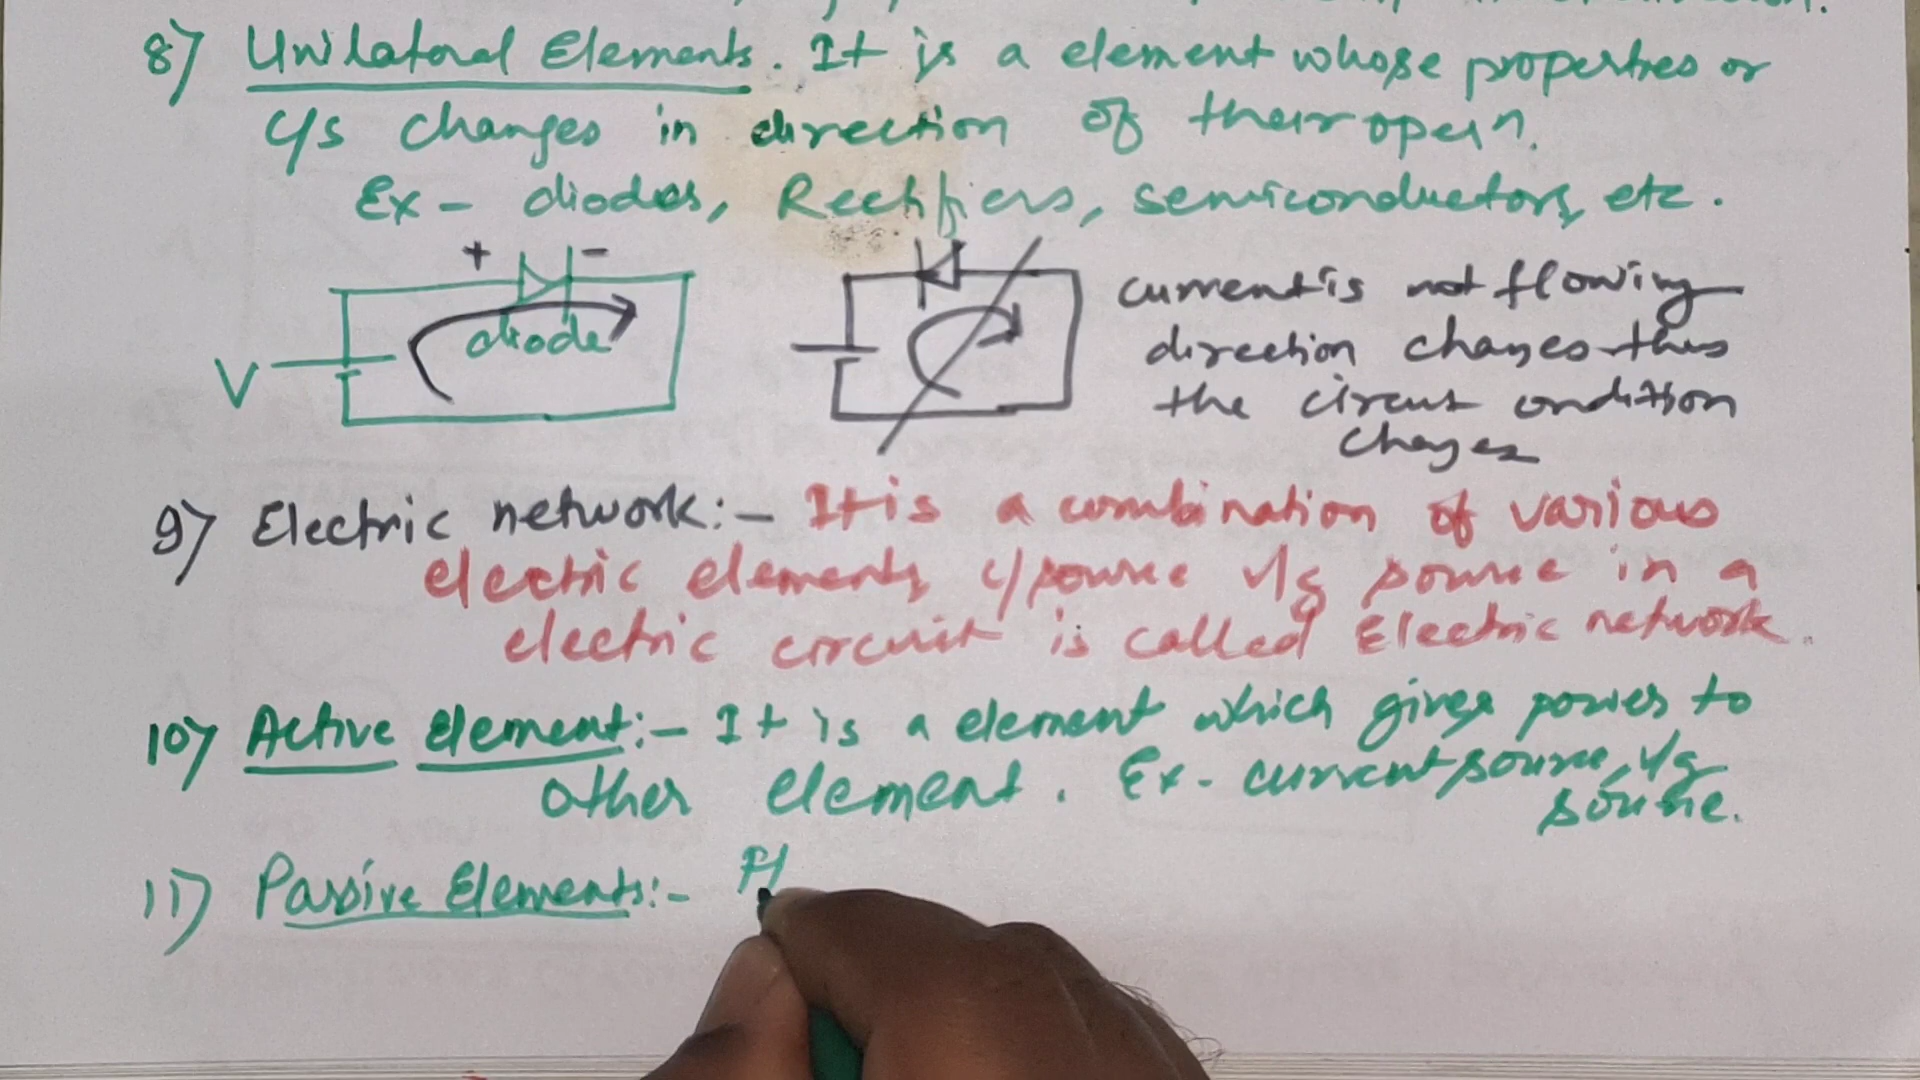 8) Unilateral Elements. It is a element whose properties or
c/s changes in direction of their opern.
Ex - diodes, Rectifiers, semiconductors, etc.
+ -
diode
V
current is not flowing
direction changes thus
the circuit condition
changes
9) Electric network:- It is a combination of various
electric elements c/source v/g source in a
electric circuit is called Electric network.
10) Active element:- It is a element which gives power to
other element. Ex- current source, v/g
source.
11) Passive Elements:- It